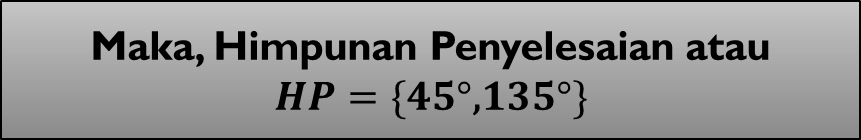 Maka, Himpunan Penyelesaian atau
HP = {45°,135°}